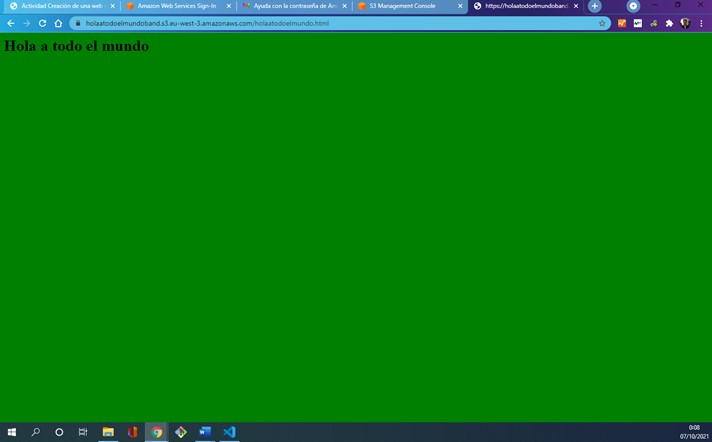 Actividad Creación de una web
Amazon Web Services Sign-In
Ayuda con la contraseña de Am
S3 Management Console
https://holaatodoelmundoband.
holaatodoelmundoband.s3.eu-west-3.amazonaws.com/holaatodoelmundo.html
Hola a todo el mundo
0:08
07/10/2021